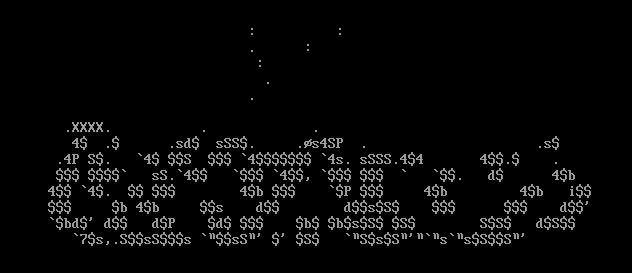 :          :
.      :
 :
  .
.
.XXXX.            .              .
 4$  .$       .sd$  sSS$.     .øs4SP  .                      .s$
.4P S$.   `4$ $$S  $$$ `4$$$$$$$ `4s. sSSS.4$4       4$$.$    .
$$$ $$$$`   sS.`4$$   `$$$ `4$$, `$$$ $$$  `   `$$.   d$      4$b
4$$ `4$.  $$ $$$        4$b $$$    `$P $$$     4$b         4$b   i$$
$$$     $b 4$b     $$s    d$$        d$$s$S$    $$$      $$$    d$$'
`$bd$' d$$   d$P    $d$ $$$    $b$ $b$s$S$ $S$        S$S$   d$S$$
   `7$s,.S$$sS$$$s `"$$sS"' $' $S$   `"S$s$S"'"`"s`"s$S$$S"'